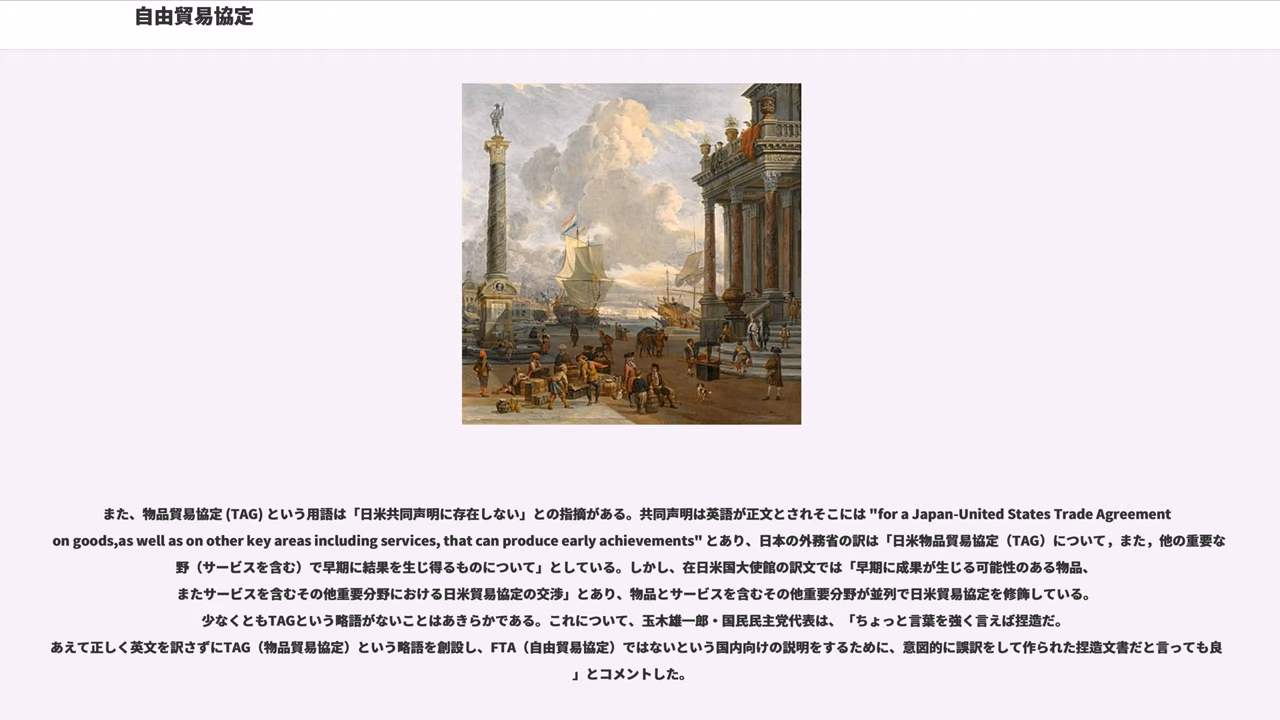 自由貿易協定
また、物品貿易協定 (TAG) という用語は「日米共同声明に存在しない」との指摘がある。共同声明は英語が正文とされそこには "for a Japan-United States Trade Agreement
on goods,as well as on other key areas including services, that can produce early achievements" とあり、日本の外務省の訳は「日米物品貿易協定（TAG）について，また，他の重要な
野（サービスを含む）で早期に結果を生じ得るものについて」としている。しかし、在日米国大使館の訳文では「早期に成果が生じる可能性のある物品、
またサービスを含むその他重要分野における日米貿易協定の交渉」とあり、物品とサービスを含むその他重要分野が並列で日米貿易協定を修飾している。
少なくともTAGという略語がないことはあきらかである。これについて、玉木雄一郎・国民民主党代表は、「ちょっと言葉を強く言えば捏造だ。
あえて正しく英文を訳さずにTAG（物品貿易協定）という略語を創設し、FTA（自由貿易協定）ではないという国内向けの説明をするために、意図的に誤訳をして作られた捏造文書だと言っても良
」とコメントした。